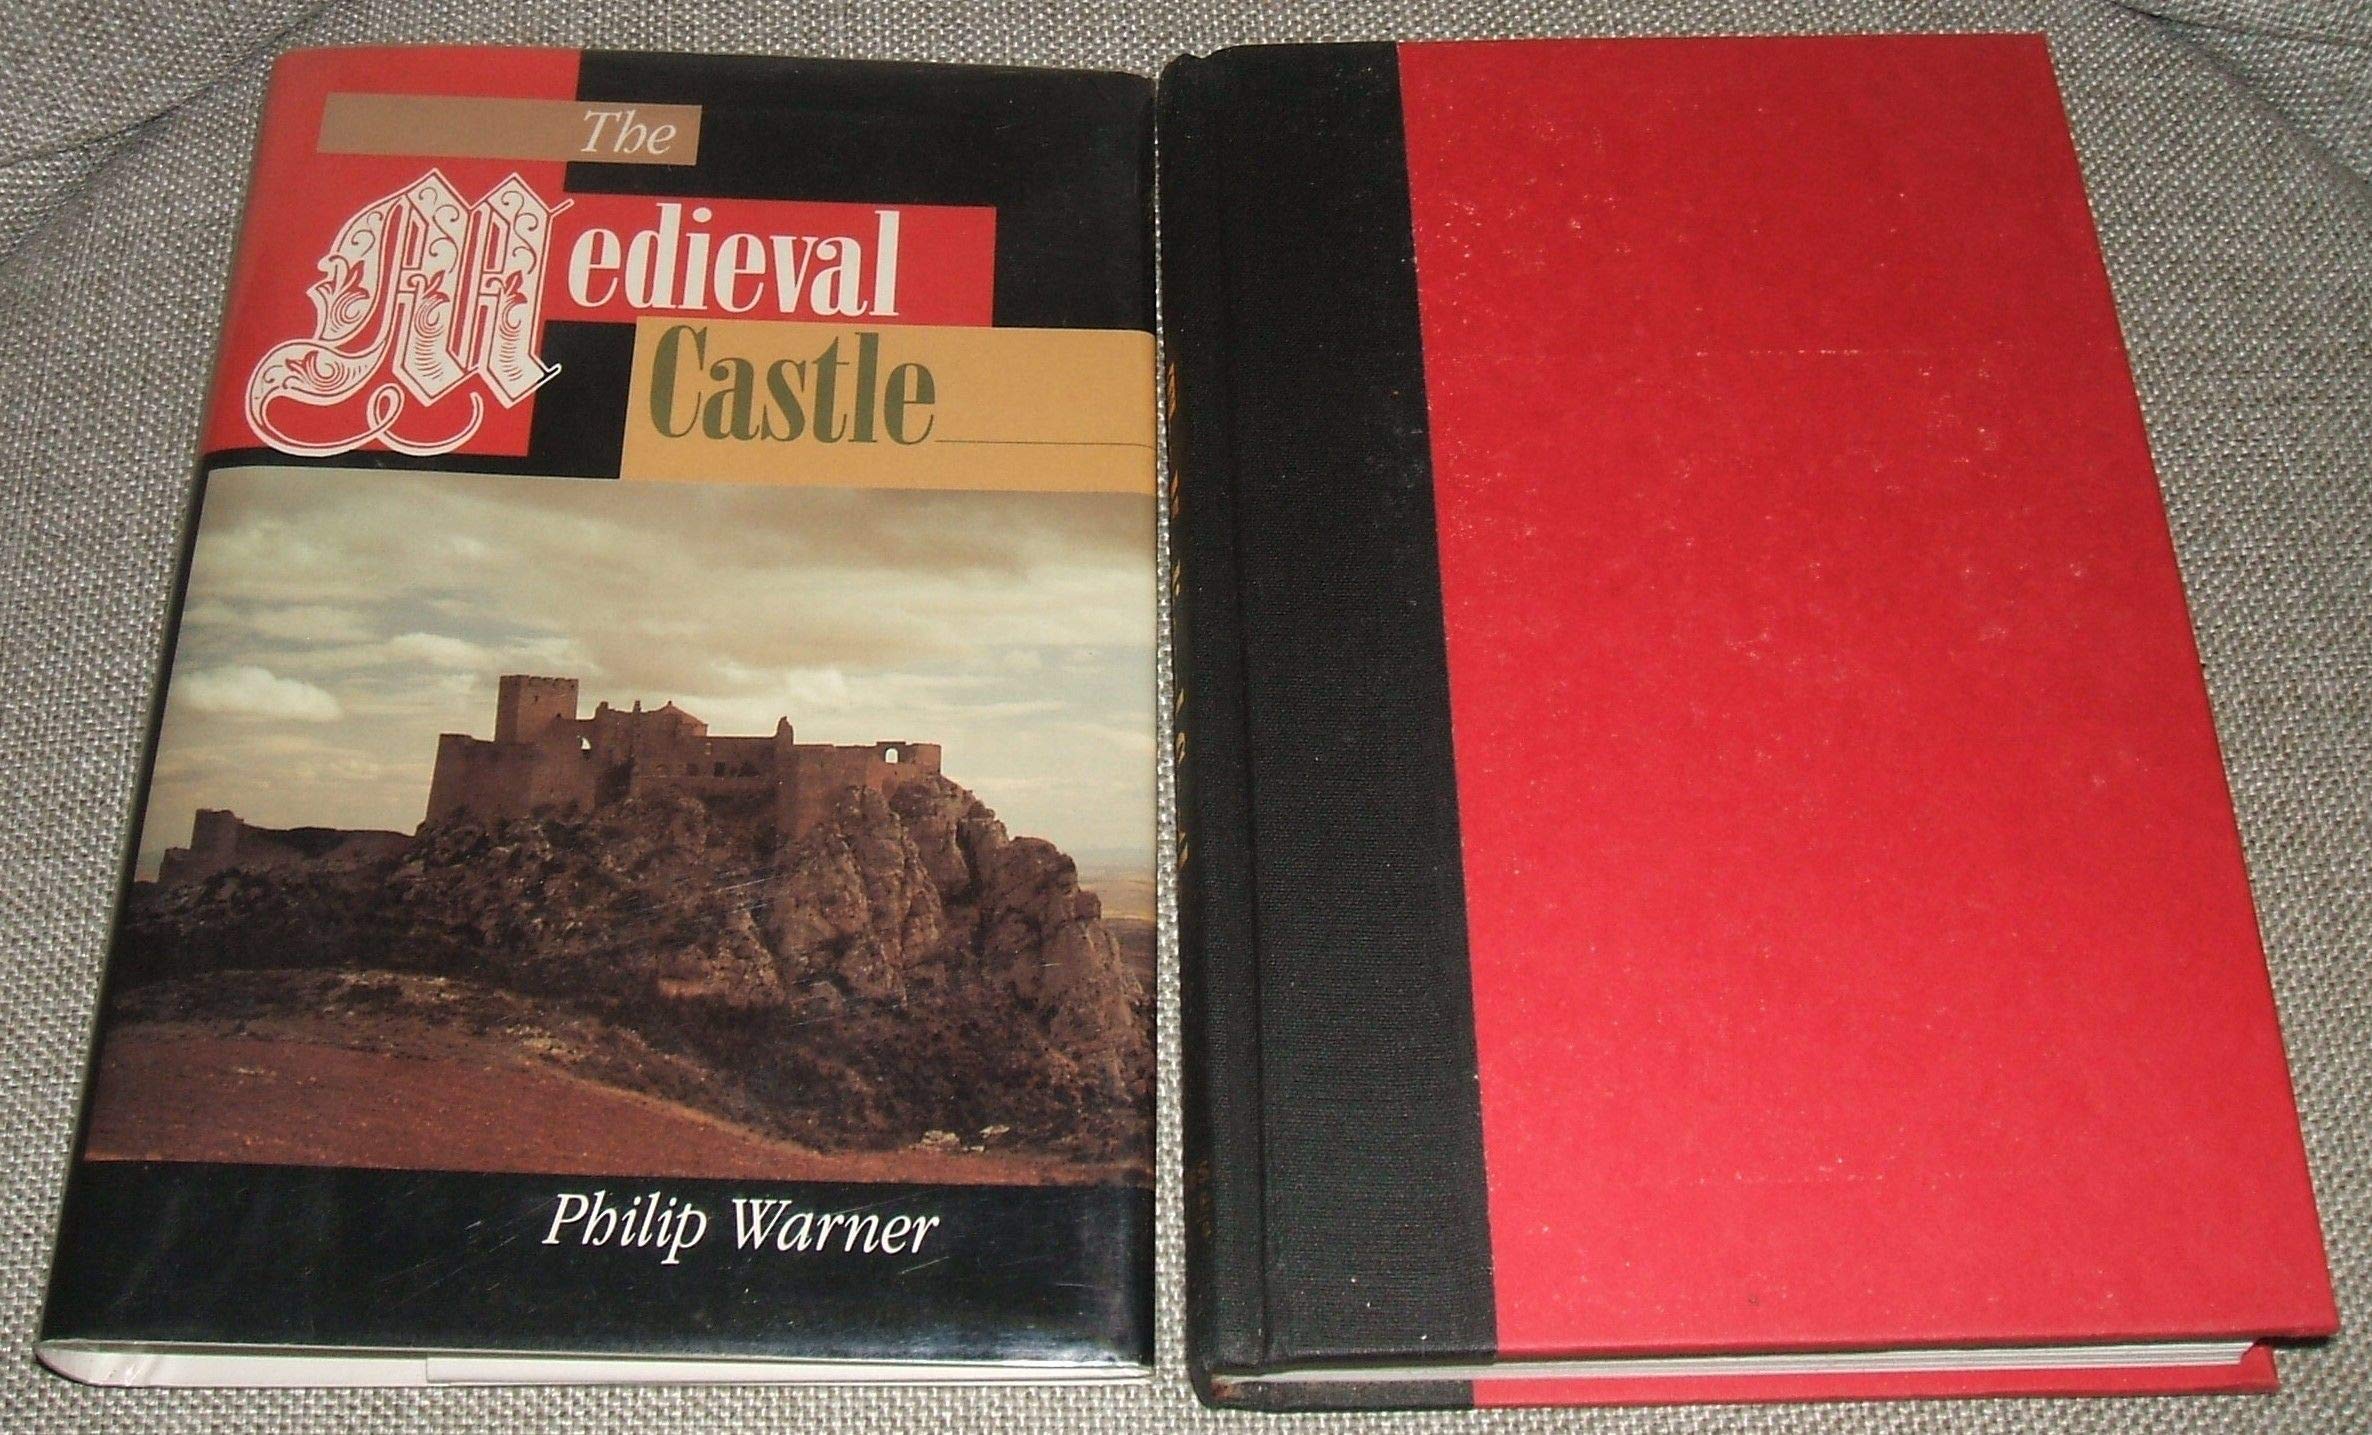 The
Medieval
Castle
Philip Warner